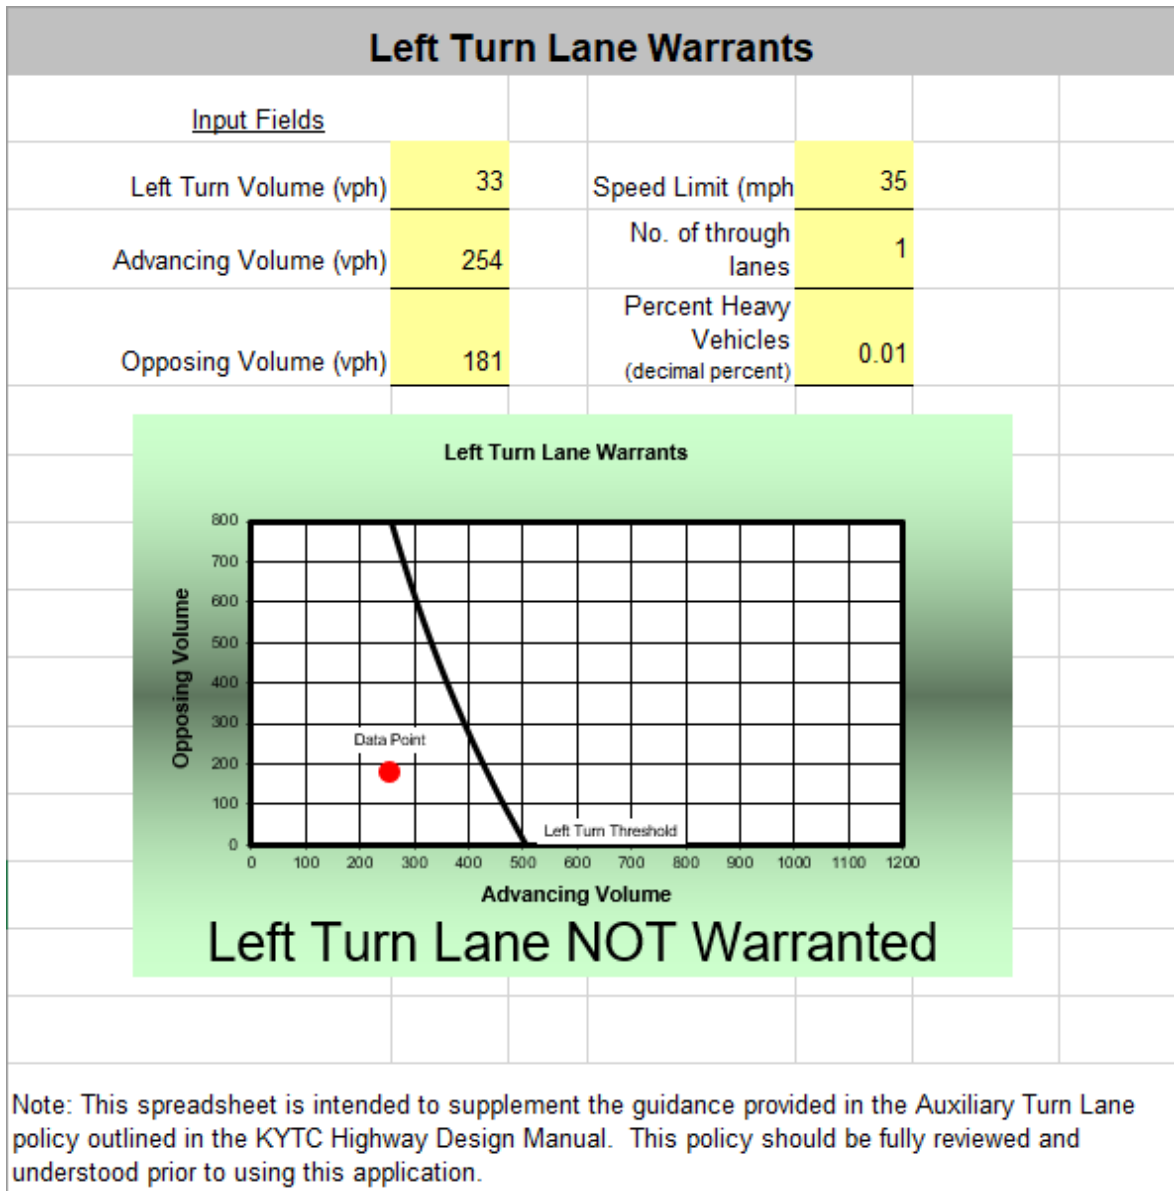 Left Turn Lane Warrants
Input Fields
Left Turn Volume (vph) 33 Speed Limit (mph 35
Advancing Volume (vph) 254 No. of through
lanes 1
Opposing Volume (vph) 181 Percent Heavy
Vehicles
(decimal percent) 0.01
Left Turn Lane Warrants
Opposing Volume
800
700
600
500
400
300
200
100
0
Data Point
Left Turn Threshold
0 100 200 300 400 500 600 700 800 900 1000 1100 1200
Advancing Volume
Left Turn Lane NOT Warranted
Note: This spreadsheet is intended to supplement the guidance provided in the Auxiliary Turn Lane
policy outlined in the KYTC Highway Design Manual.  This policy should be fully reviewed and
understood prior to using this application.